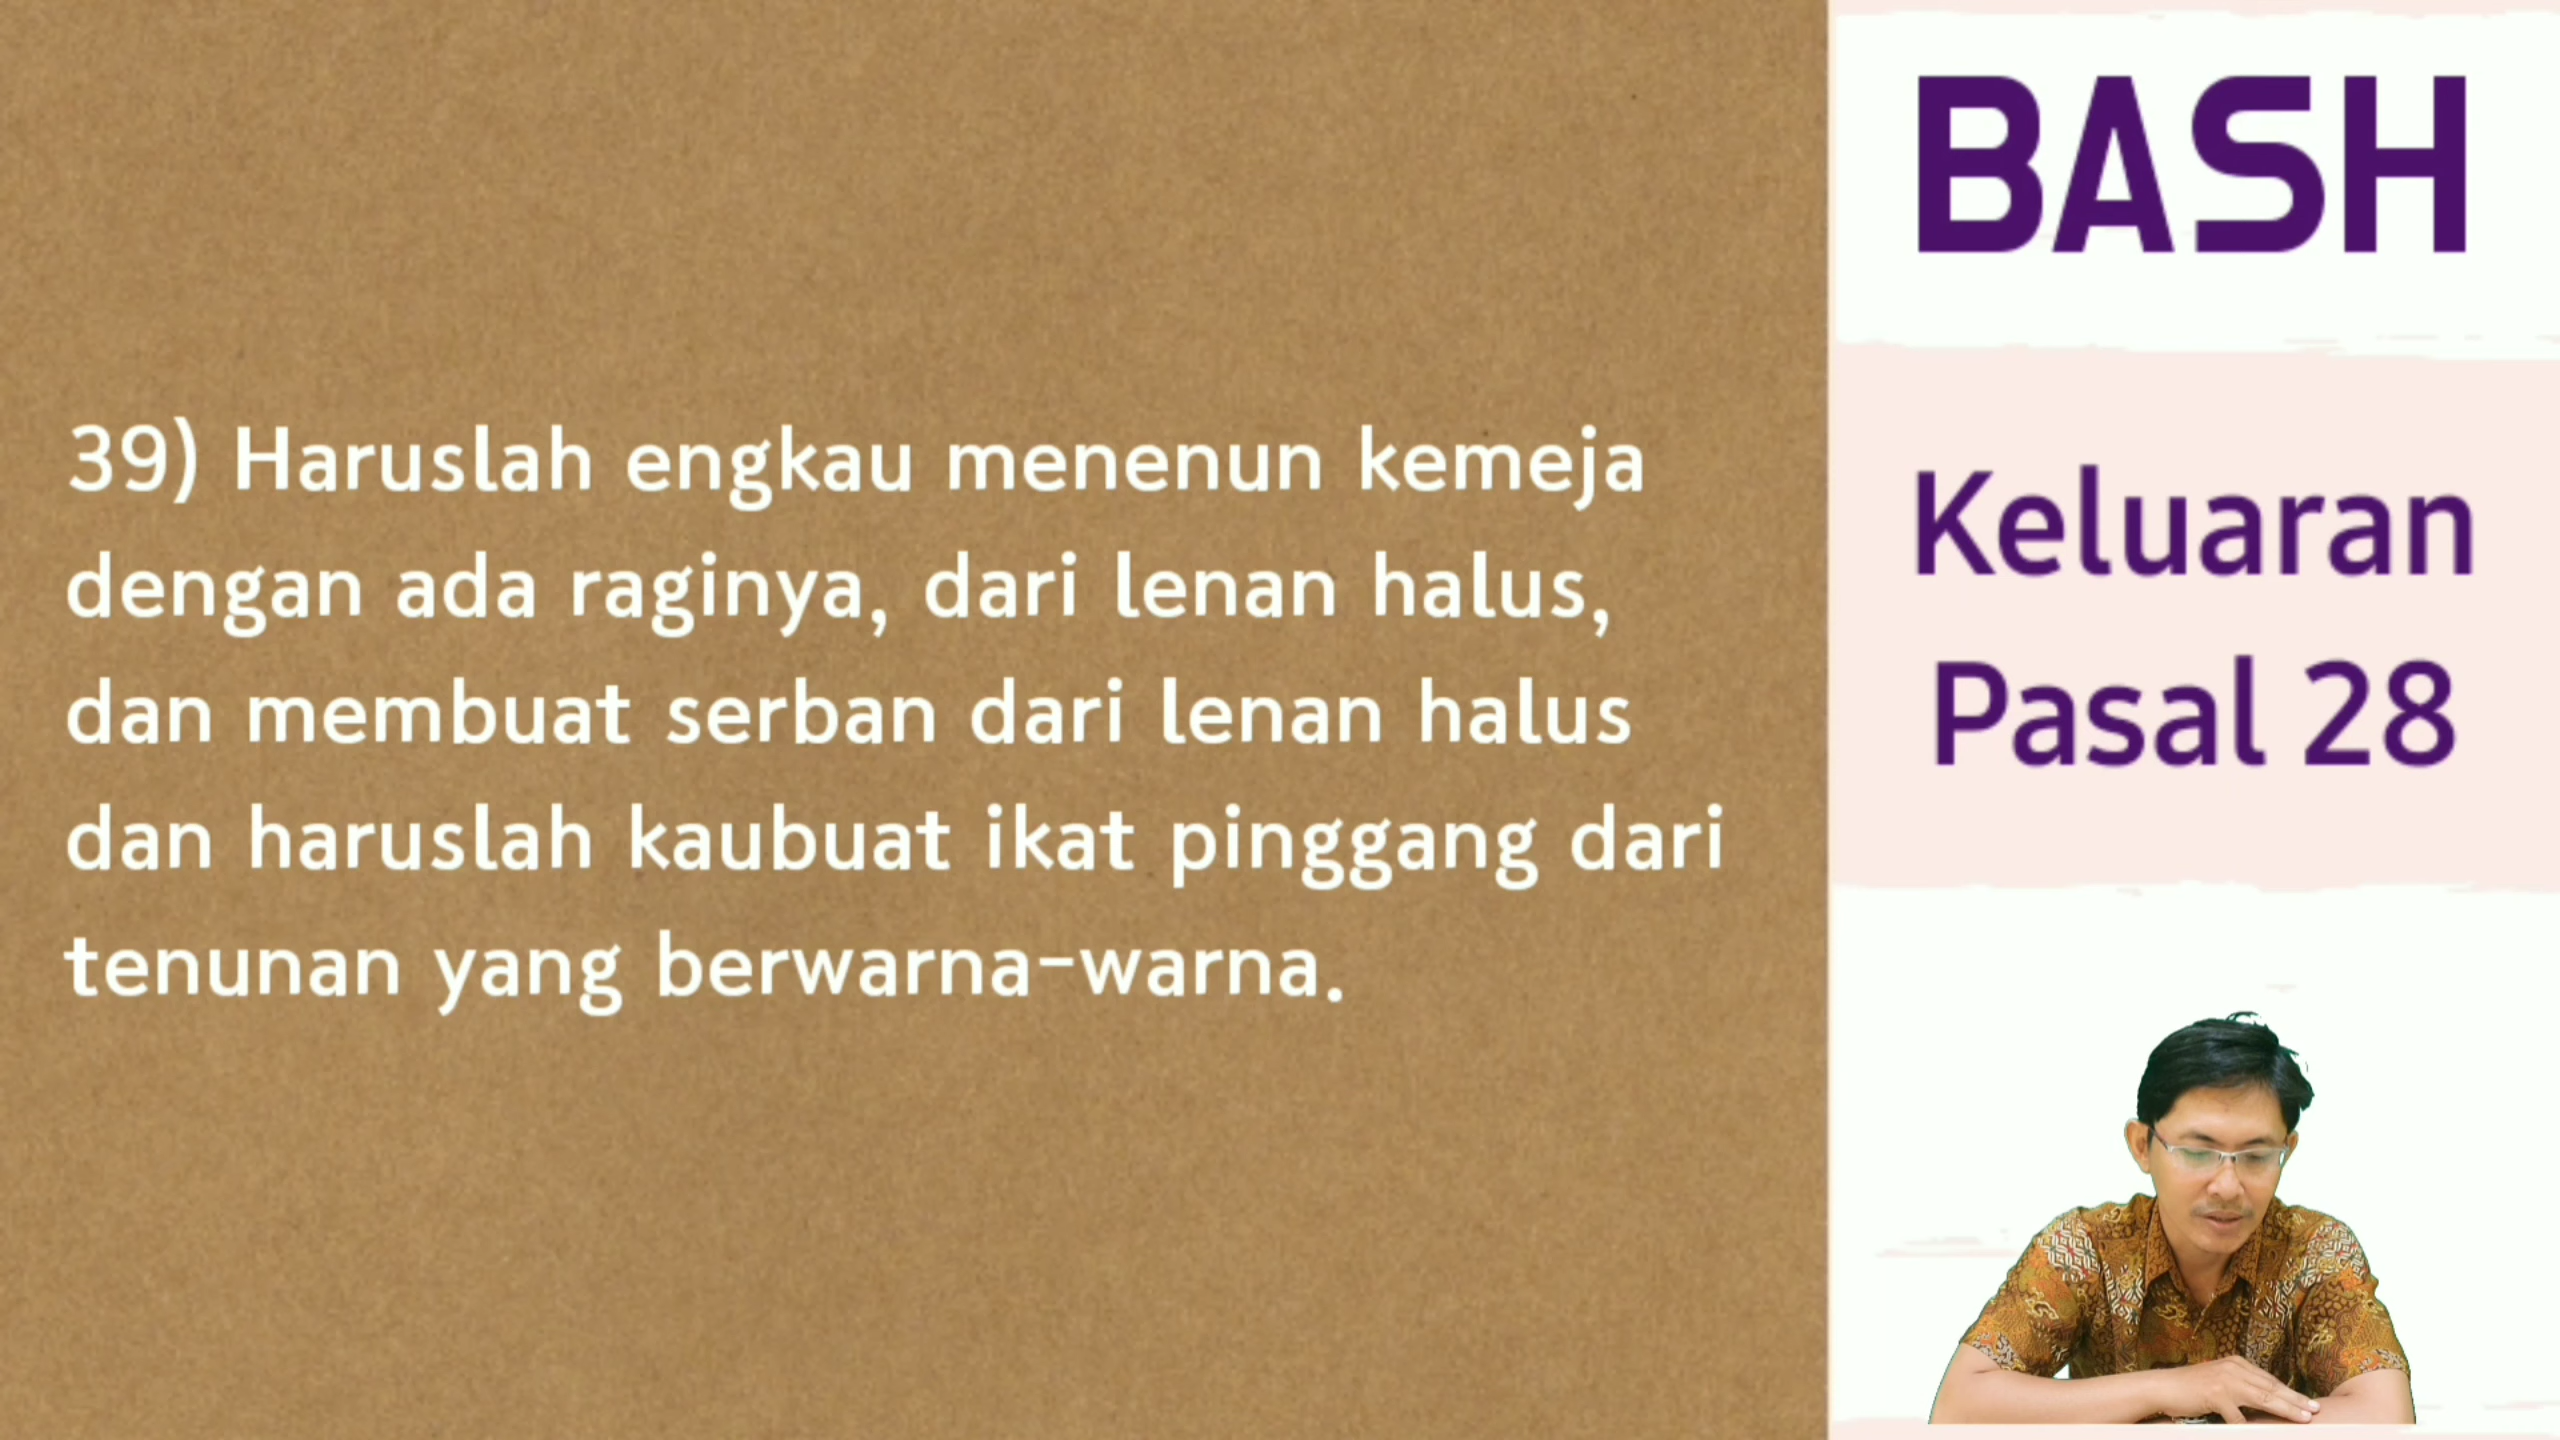 39) Haruslah engkau menenun kemeja
dengan ada raginya, dari lenan halus,
dan membuat serban dari lenan halus
dan haruslah kaubuat ikat pinggang dari
tenunan yang berwarna-warna.
BASH
Keluaran
Pasal 28